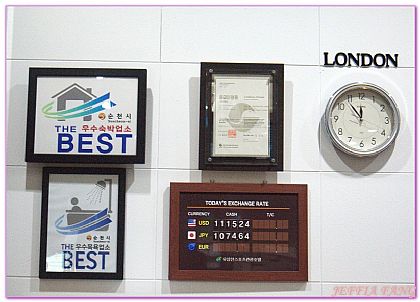 순천시
THE 우수숙박업소
BEST
LONDON
순천시
THE 우수목욕업소
BEST
TODAY'S EXCHANGE RATE
CURRENCY CASH T/C
USD 111524
JPY 107464
EUR
JEFFIA FANG